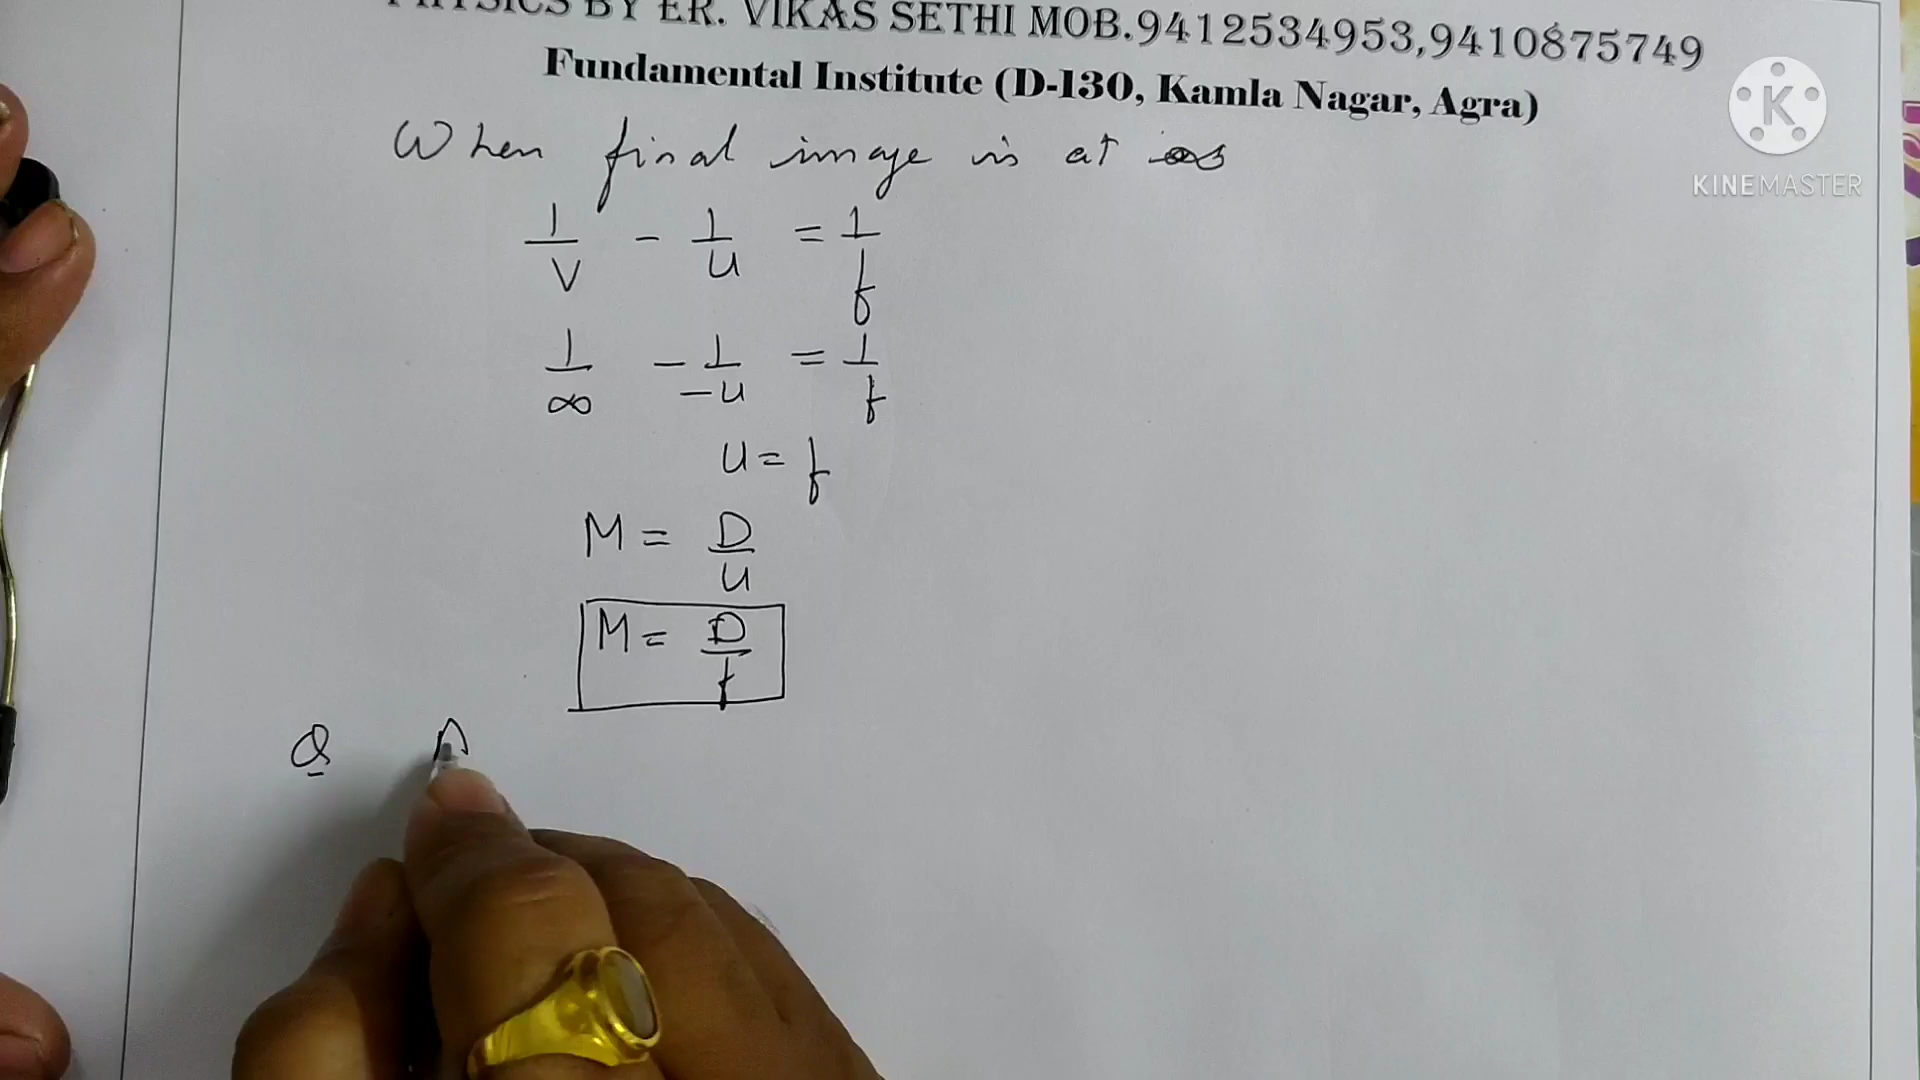 PHYSICS BY ER. VIKAS SETHI MOB.9412534953,9410875749
Fundamental Institute (D-130, Kamla Nagar, Agra)
K
KINEMASTER
When final image is at ∞
1/v - 1/u = 1/f
1/∞ - 1/-u = 1/f
u = f
M = D/u
M = D/f
Q